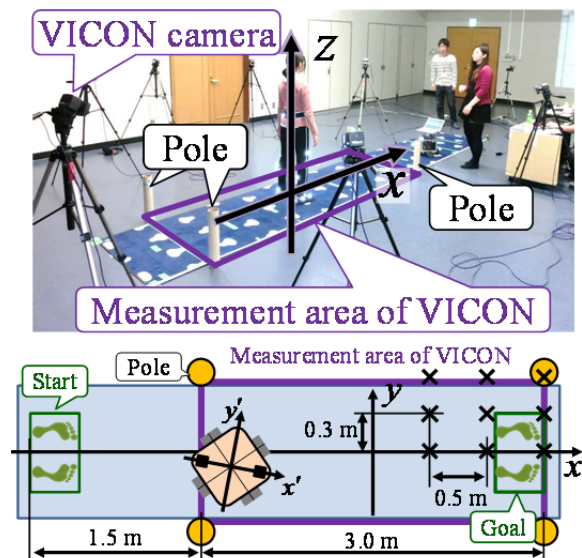 VICON camera
Z
Pole
x
Pole
Measurement area of VICON
Start
Pole
Measurement area of VICON
y'
y
0.3 m
x
x'
0.5 m
Goal
1.5 m
3.0 m